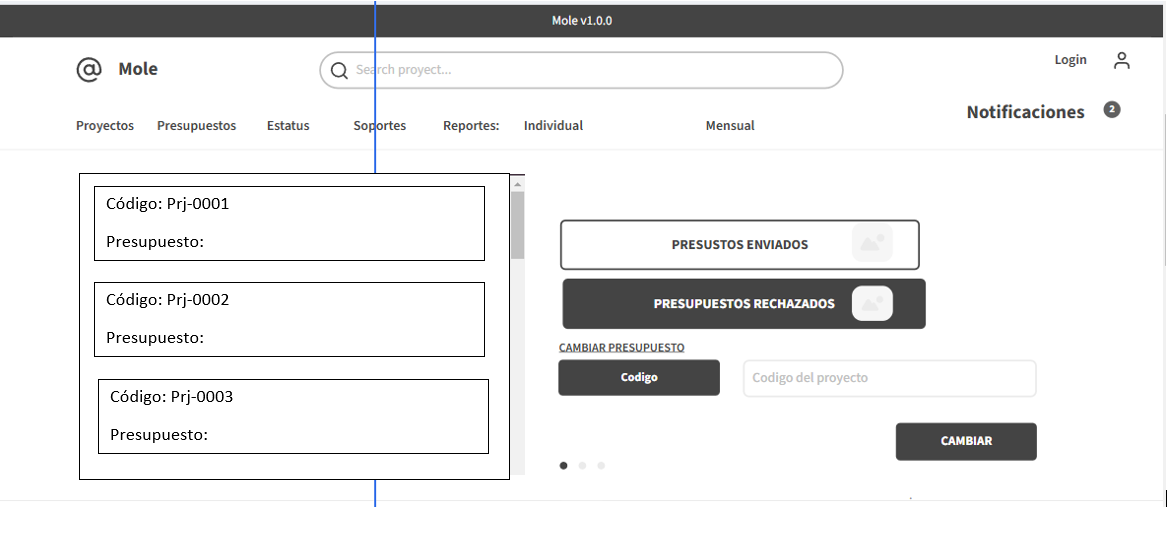 Mole v1.0.0
@ Mole
Search proyect...
Login
Notificaciones 2
Proyectos Presupuestos Estatus Soportes Reportes: Individual Mensual
Código: Prj-0001
Presupuesto:
Código: Prj-0002
Presupuesto:
Código: Prj-0003
Presupuesto:
PRESUSTOS ENVIADOS
PRESUPUESTOS RECHAZADOS
CAMBIAR PRESUPUESTO
Codigo
Codigo del proyecto
CAMBIAR